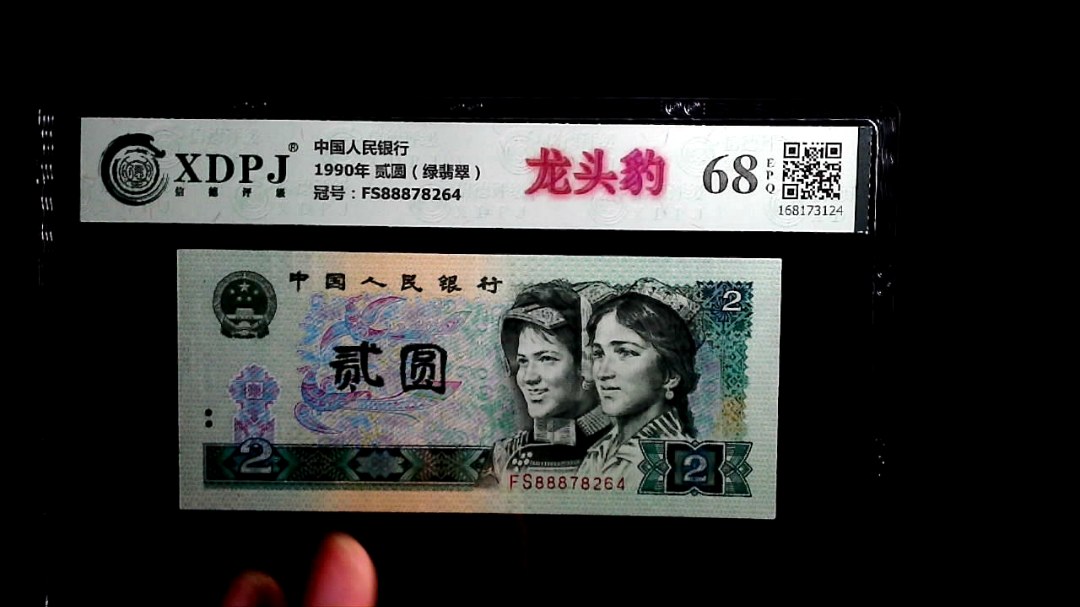 XDPJ®
信德评级
中国人民银行
1990年 贰圆（绿翡翠）
冠号：FS88878264
龙头豹
68
EPQ
168173124
中国人民银行
贰圆
2
2
FS88878264
2